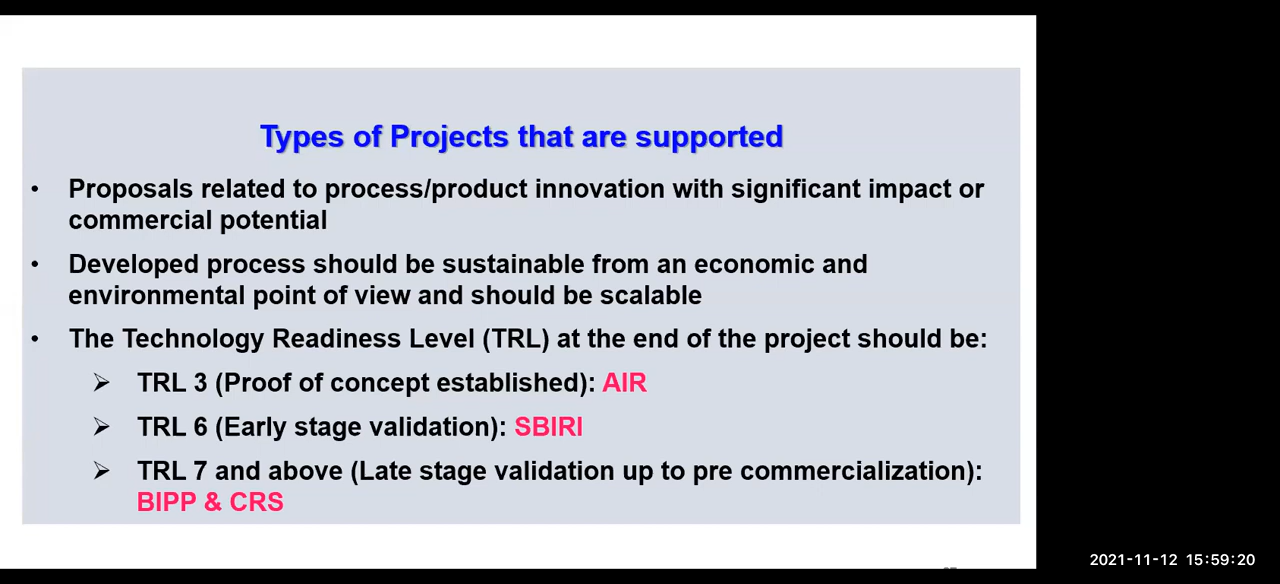 Types of Projects that are supported
• Proposals related to process/product innovation with significant impact or
commercial potential
• Developed process should be sustainable from an economic and
environmental point of view and should be scalable
• The Technology Readiness Level (TRL) at the end of the project should be:
➢ TRL 3 (Proof of concept established): AIR
➢ TRL 6 (Early stage validation): SBIRI
➢ TRL 7 and above (Late stage validation up to pre commercialization):
BIPP & CRS
2021-11-12 15:59:20